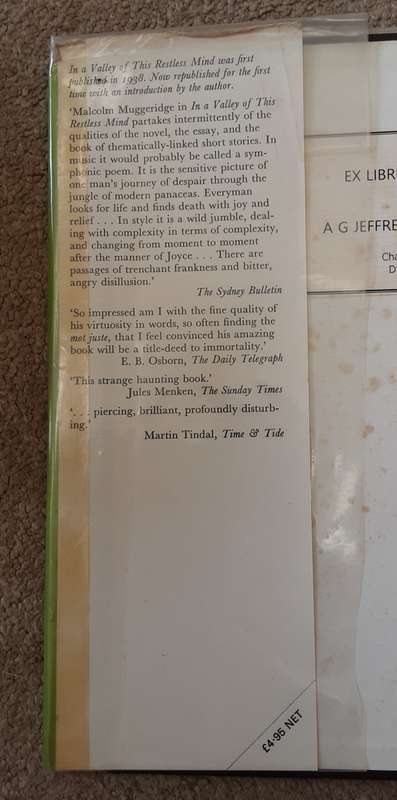 In a Valley of This Restless Mind was first
published in 1938. Now republished for the first
time with an introduction by the author.
‘Malcolm Muggeridge in In a Valley of This
Restless Mind partakes intermittently of the
qualities of the novel, the essay, and the
book of thematically-linked short stories. In
music it would probably be called a sym-
phonic poem. It is the sensitive picture of
one man’s journey of despair through the
jungle of modern panaceas. Everyman
looks for life and finds death with joy and
relief . . . In style it is a wild jumble, deal-
ing with complexity in terms of complexity,
and changing from moment to moment
after the manner of Joyce . . . There are
passages of trenchant frankness and bitter,
angry disillusion.’
The Sydney Bulletin
‘So impressed am I with the fine quality of
his virtuosity in words, so often finding the
mot juste, that I feel convinced his amazing
book will be a title-deed to immortality.’
E. B. Osborn, The Daily Telegraph
‘This strange haunting book.’
Jules Menken, The Sunday Times
‘. . . piercing, brilliant, profoundly disturb-
ing.’
Martin Tindal, Time & Tide
£4·95 NET
EX LIBR
A G JEFFRE
Cha
D